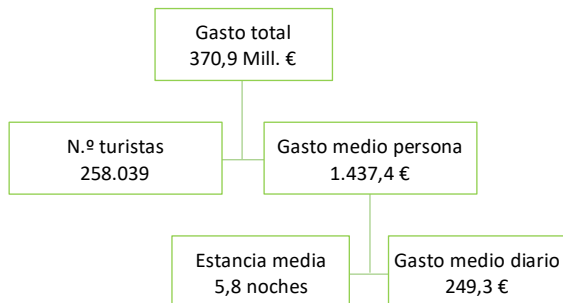 Gasto total
370,9 Mill. €
N.º turistas
258.039
Gasto medio persona
1.437,4 €
Estancia media
5,8 noches
Gasto medio diario
249,3 €